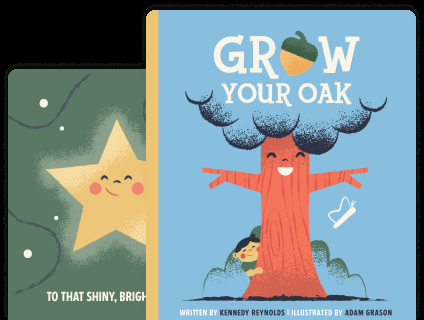 GROW
YOUR OAK
TO THAT SHINY, BRIGH
WRITTEN BY KENNEDY REYNOLDS | ILLUSTRATED BY ADAM GRASON